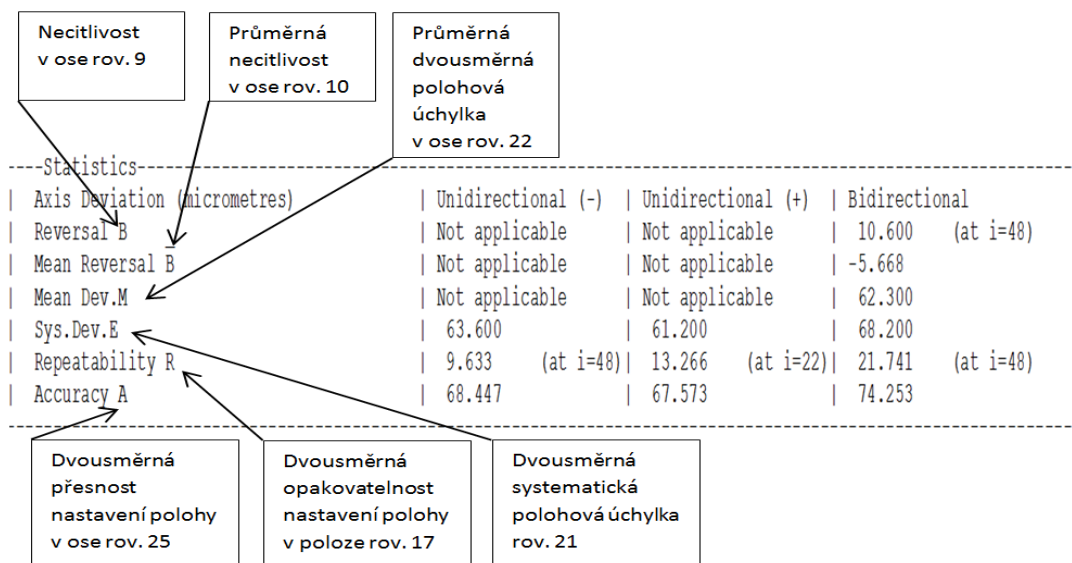 Necitlivost
v ose rov. 9
Průměrná
necitlivost
v ose rov. 10
Průměrná
dvousměrná
polohová
úchylka
v ose rov. 22
----Statistics----
| Axis Deviation (micrometres) | Unidirectional (-) | Unidirectional (+) | Bidirectional
| Reversal B | Not applicable | Not applicable | 10.600 (at i=48)
| Mean Reversal B̅ | Not applicable | Not applicable | -5.668
| Mean Dev.M | Not applicable | Not applicable | 62.300
| Sys.Dev.E | 63.600 | 61.200 | 68.200
| Repeatability R | 9.633 (at i=48)| 13.266 (at i=22)| 21.741 (at i=48)
| Accuracy A | 68.447 | 67.573 | 74.253
Dvousměrná
přesnost
nastavení polohy
v ose rov. 25
Dvousměrná
opakovatelnost
nastavení polohy
v poloze rov. 17
Dvousměrná
systematická
polohová úchylka
rov. 21